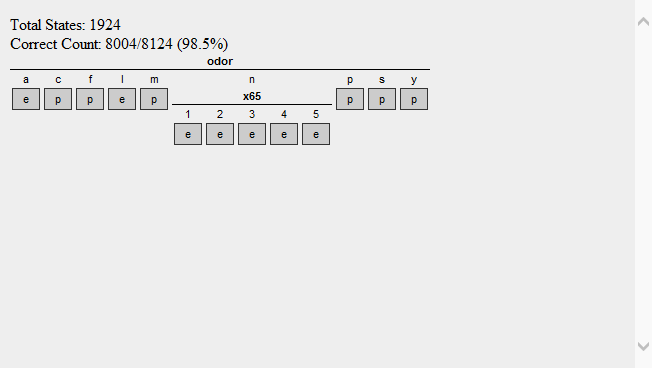 Total States: 1924
Correct Count: 8004/8124 (98.5%)
odor
a c f l m n p s y
e p p e p x65 p p p
1 2 3 4 5
e e e e e